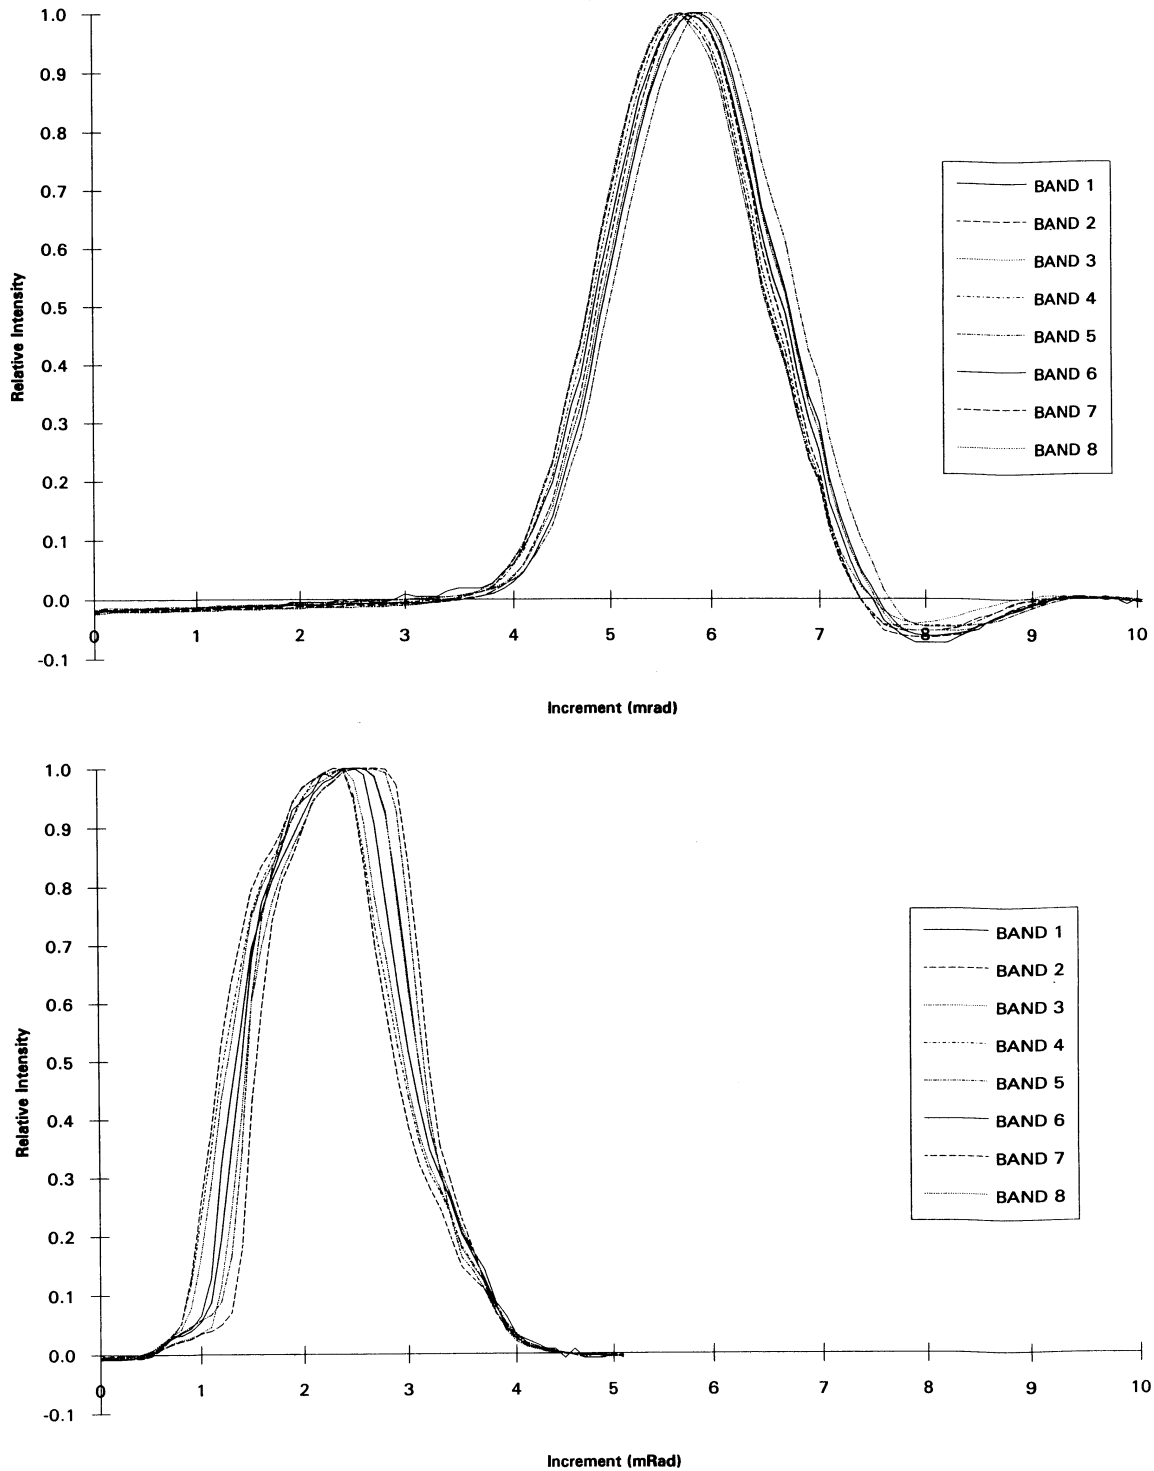 1.0
0.9
0.8
0.7
0.6
0.5
0.4
0.3
0.2
0.1
0.0
-0.1
Relative Intensity
0 1 2 3 4 5 6 7 8 9 10
Increment (mrad)
BAND 1
BAND 2
BAND 3
BAND 4
BAND 5
BAND 6
BAND 7
BAND 8
1.0
0.9
0.8
0.7
0.6
0.5
0.4
0.3
0.2
0.1
0.0
-0.1
Relative Intensity
0 1 2 3 4 5 6 7 8 9 10
Increment (mRad)
BAND 1
BAND 2
BAND 3
BAND 4
BAND 5
BAND 6
BAND 7
BAND 8